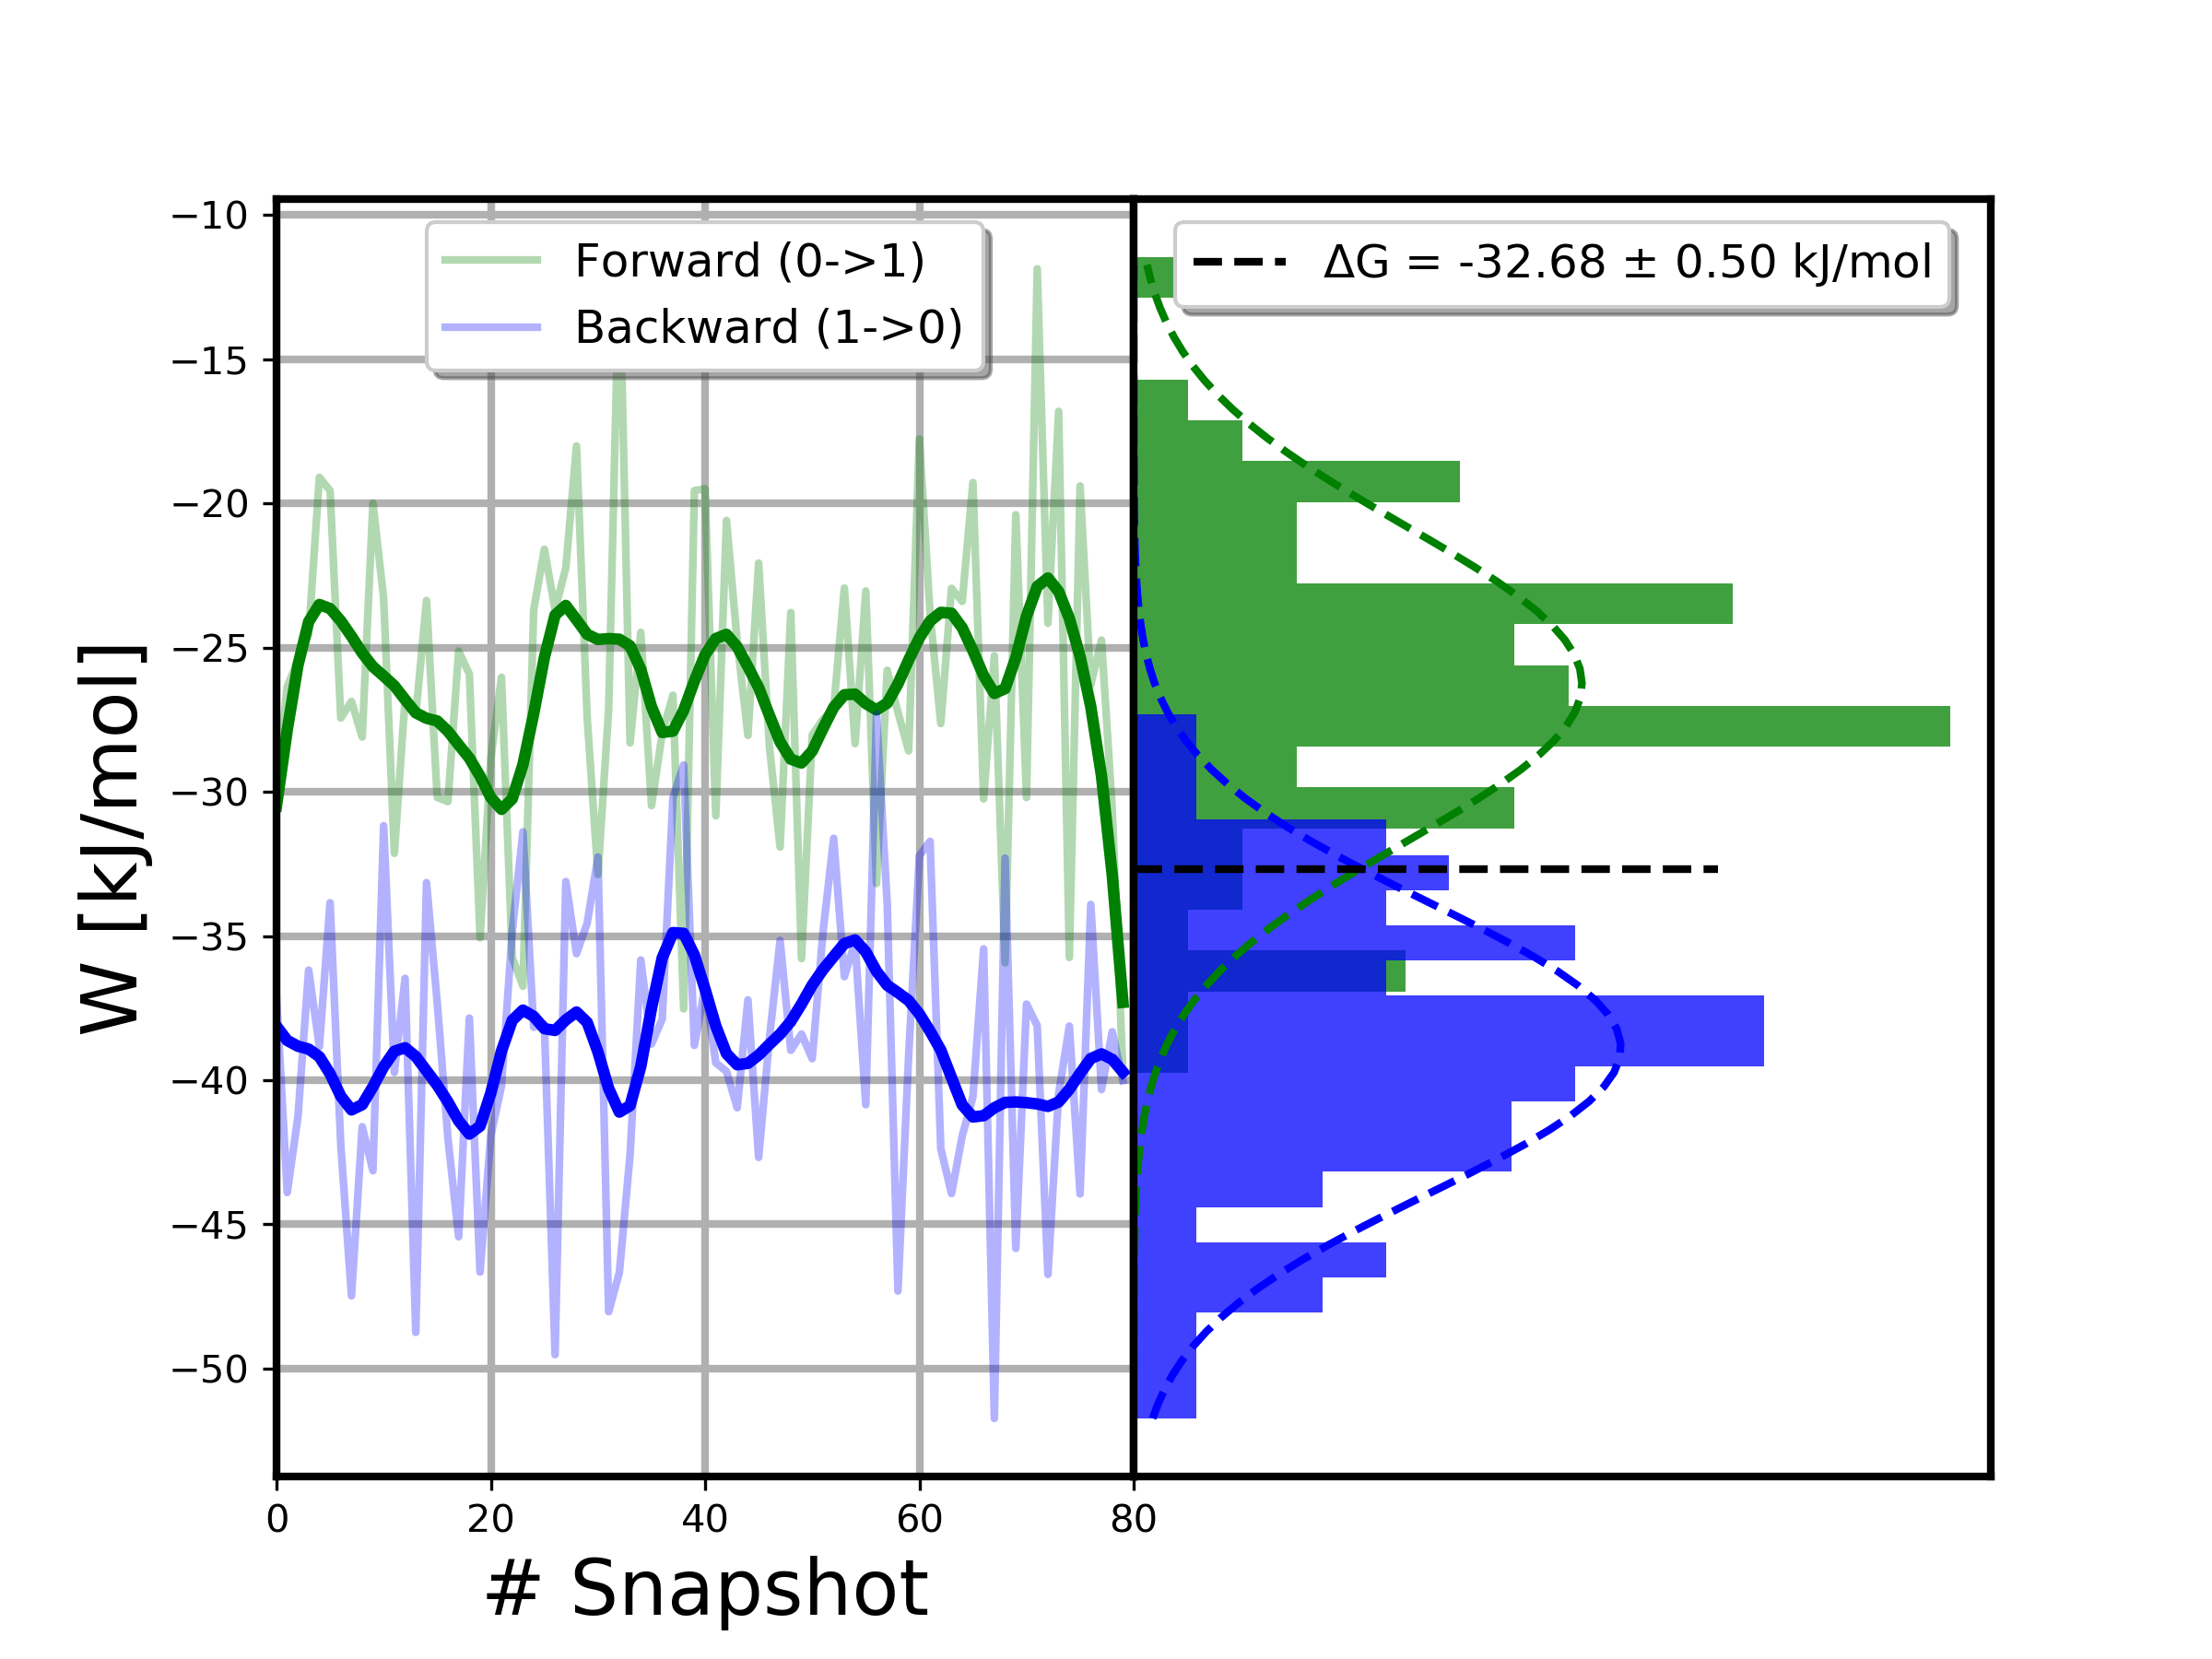 Forward (0->1)
Backward (1->0)
ΔG = -32.68 ± 0.50 kJ/mol
W [kJ/mol]
−10
−15
−20
−25
−30
−35
−40
−45
−50
0 20 40 60 80
# Snapshot